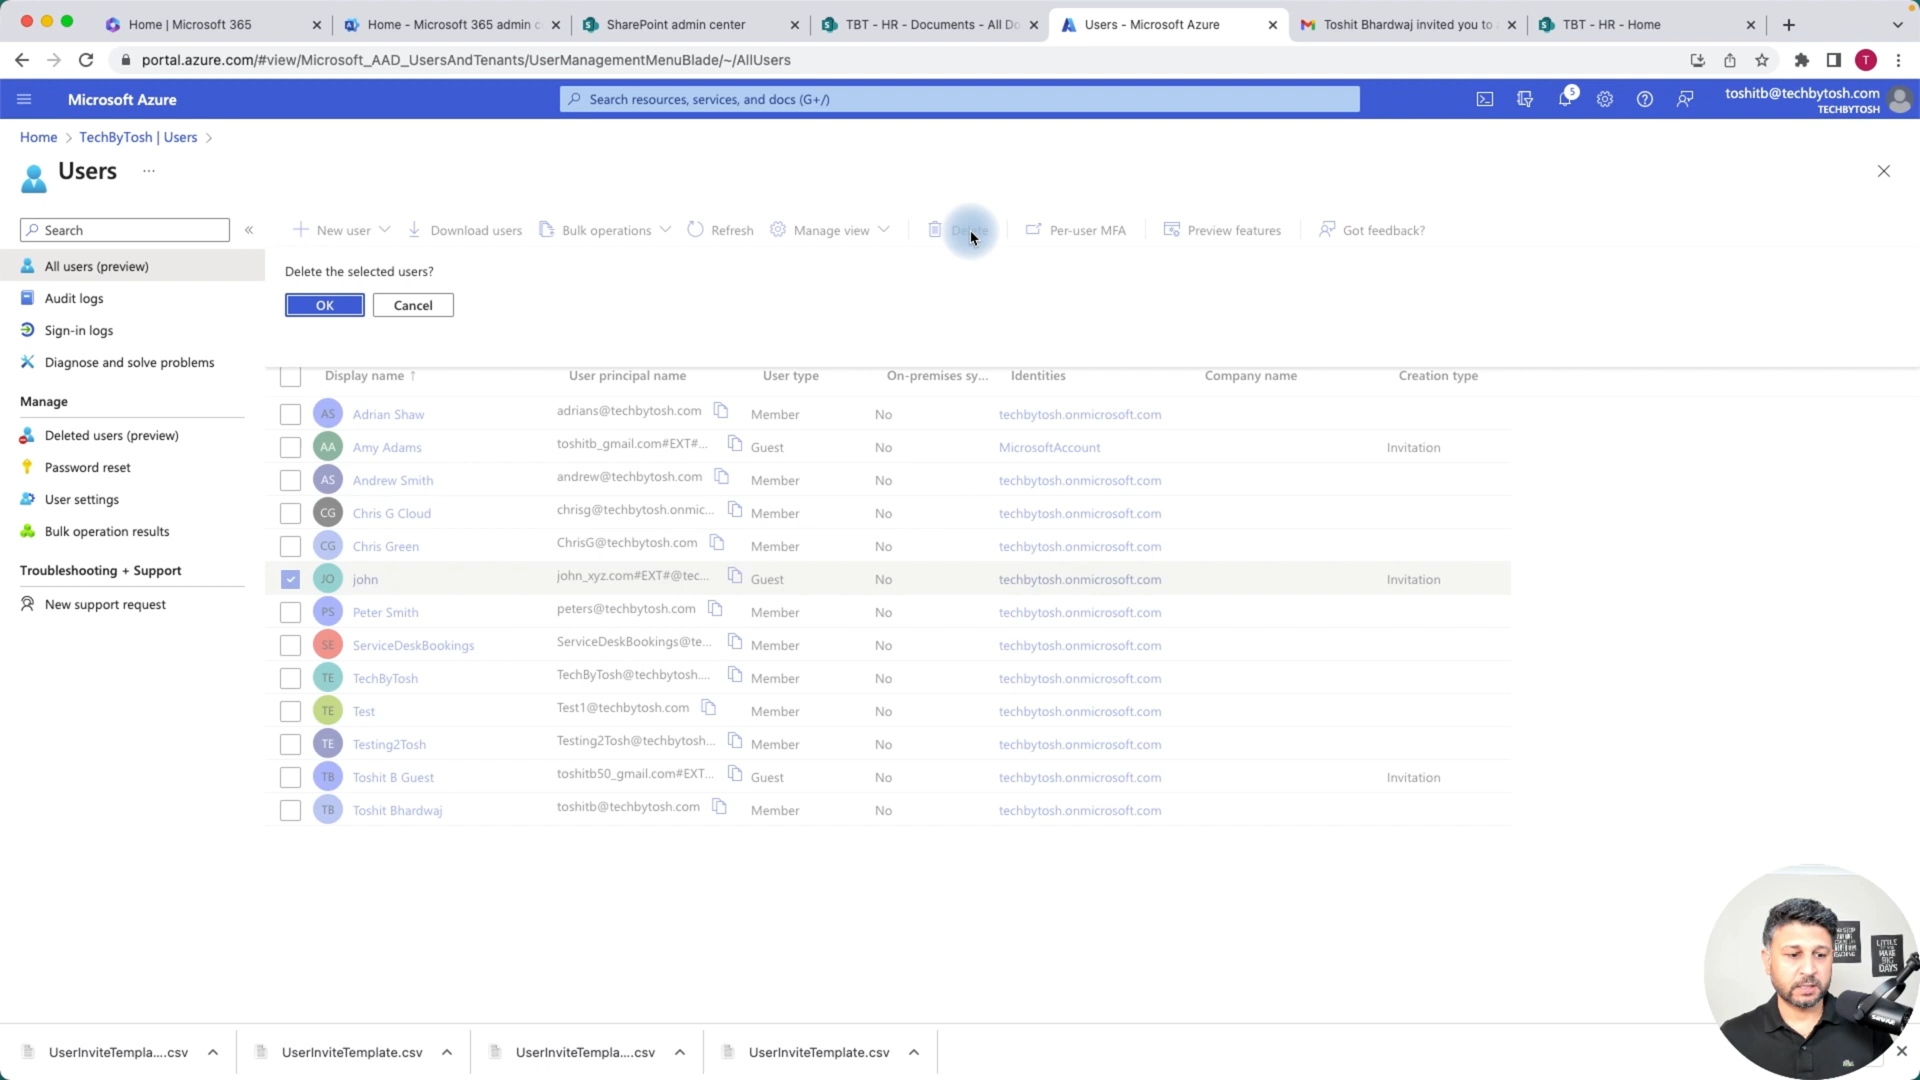 Home | Microsoft 365
Home - Microsoft 365 admin c
SharePoint admin center
TBT - HR - Documents - All Do
Users - Microsoft Azure
Toshit Bhardwaj invited you to
TBT - HR - Home
portal.azure.com/#view/Microsoft_AAD_UsersAndTenants/UserManagementMenuBlade/~/AllUsers
T
Microsoft Azure
Search resources, services, and docs (G+/)
5
toshitb@techbytosh.com
TECHBYTOSH
Home > TechByTosh | Users >
Users ...
Search
«
New user
Download users
Bulk operations
Refresh
Manage view
Delete
Per-user MFA
Preview features
Got feedback?
All users (preview)
Audit logs
Sign-in logs
Diagnose and solve problems
Manage
Deleted users (preview)
Password reset
User settings
Bulk operation results
Troubleshooting + Support
New support request
Delete the selected users?
OK Cancel
Display name ↑ User principal name User type On-premises sy... Identities Company name Creation type
AS Adrian Shaw adrians@techbytosh.com Member No techbytosh.onmicrosoft.com
AA Amy Adams toshitb_gmail.com#EXT#... Guest No MicrosoftAccount Invitation
AS Andrew Smith andrew@techbytosh.com Member No techbytosh.onmicrosoft.com
CG Chris G Cloud chrisg@techbytosh.onmic... Member No techbytosh.onmicrosoft.com
CG Chris Green ChrisG@techbytosh.com Member No techbytosh.onmicrosoft.com
JO john john_xyz.com#EXT#@tec... Guest No techbytosh.onmicrosoft.com Invitation
PS Peter Smith peters@techbytosh.com Member No techbytosh.onmicrosoft.com
SE ServiceDeskBookings ServiceDeskBookings@te... Member No techbytosh.onmicrosoft.com
TE TechByTosh TechByTosh@techbytosh.... Member No techbytosh.onmicrosoft.com
TE Test Test1@techbytosh.com Member No techbytosh.onmicrosoft.com
TE Testing2Tosh Testing2Tosh@techbytosh... Member No techbytosh.onmicrosoft.com
TB Toshit B Guest toshitb50_gmail.com#EXT... Guest No techbytosh.onmicrosoft.com Invitation
TB Toshit Bhardwaj toshitb@techbytosh.com Member No techbytosh.onmicrosoft.com
LITTLE
BIG
DAYS
UserInviteTempla....csv
UserInviteTemplate.csv
UserInviteTempla....csv
UserInviteTemplate.csv